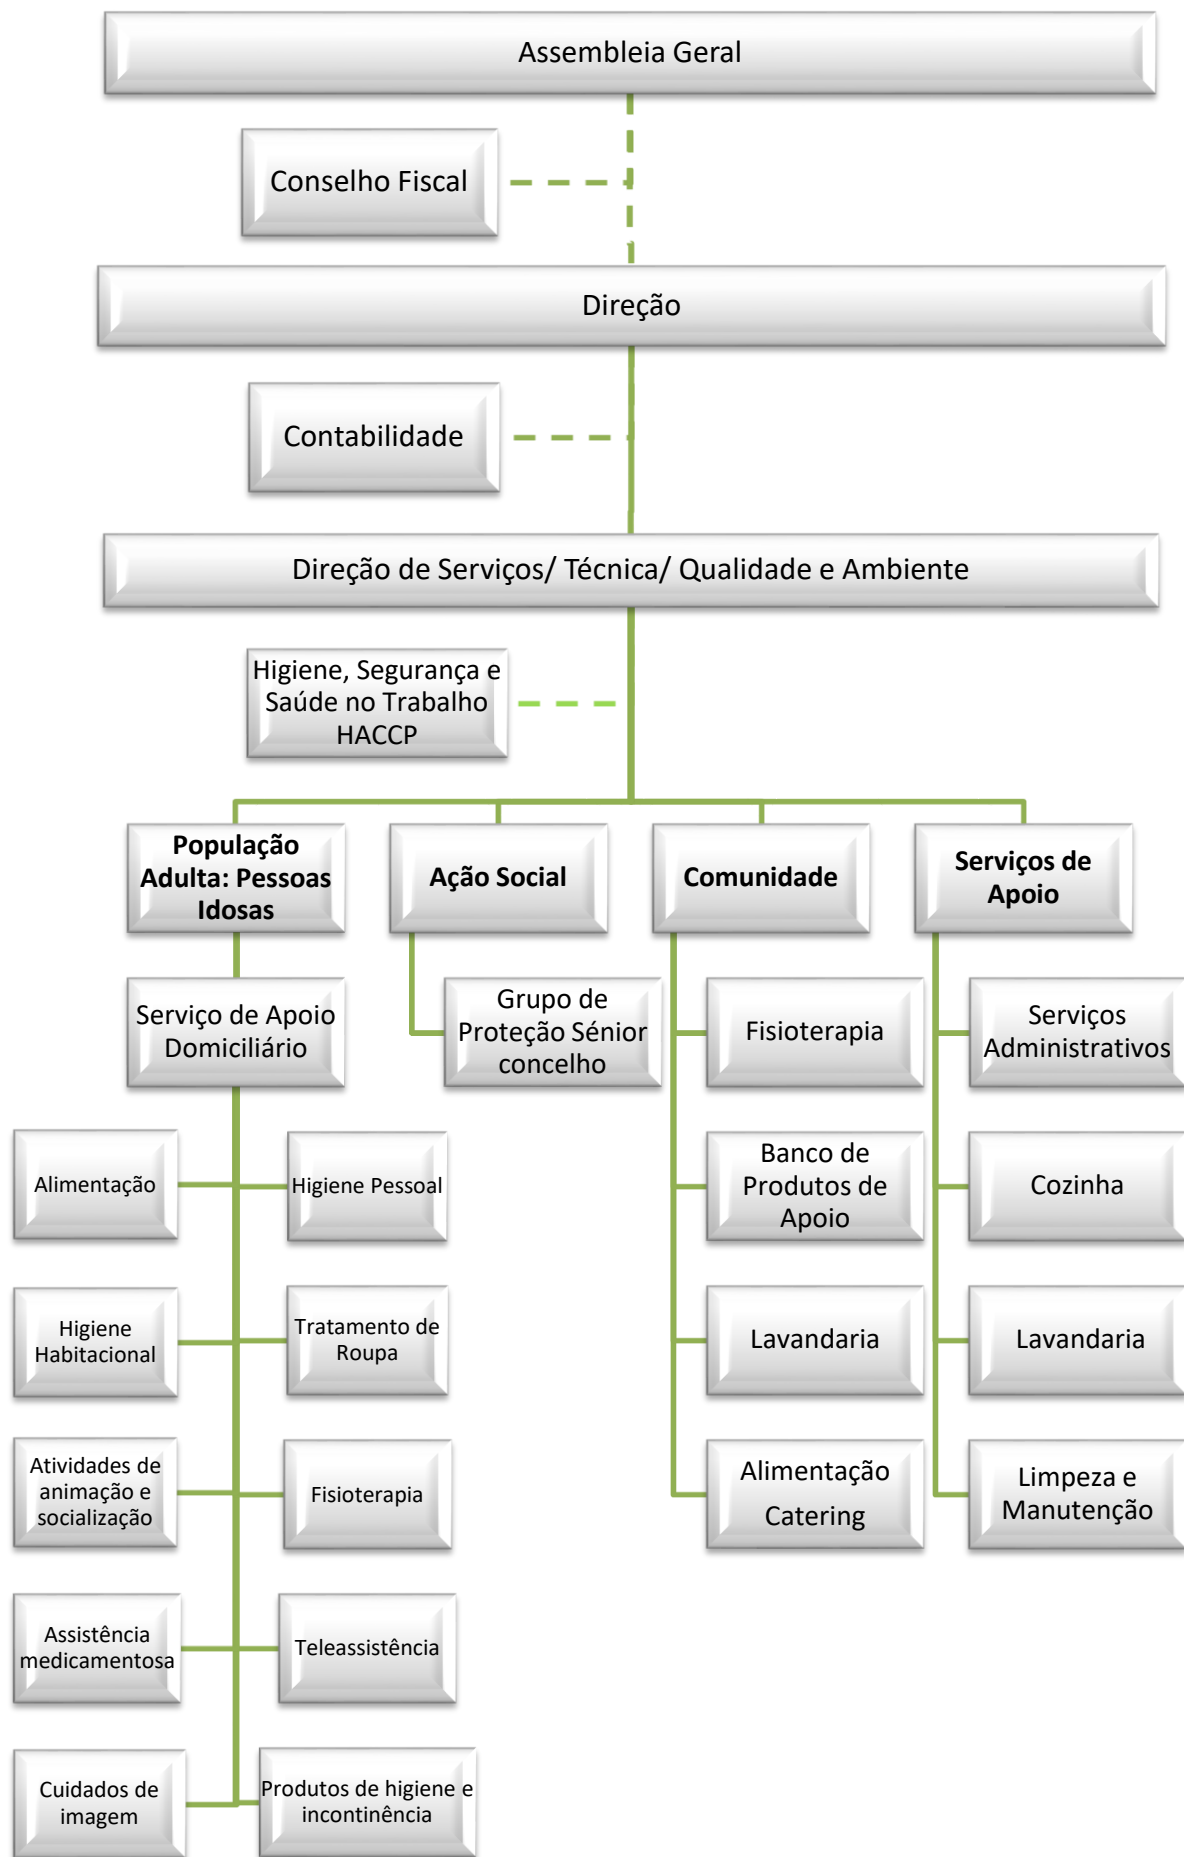 Assembleia Geral
Conselho Fiscal
Direção
Contabilidade
Direção de Serviços/ Técnica/ Qualidade e Ambiente
Higiene, Segurança e
Saúde no Trabalho
HACCP
População
Adulta: Pessoas
Idosas
Ação Social
Comunidade
Serviços de
Apoio
Serviço de Apoio
Domiciliário
Grupo de
Proteção Sénior
concelho
Fisioterapia
Serviços
Administrativos
Alimentação
Higiene Pessoal
Banco de
Produtos de
Apoio
Cozinha
Higiene
Habitacional
Tratamento de
Roupa
Lavandaria
Lavandaria
Atividades de
animação e
socialização
Fisioterapia
Alimentação
Catering
Limpeza e
Manutenção
Assistência
medicamentosa
Teleassistência
Cuidados de
imagem
Produtos de higiene e
incontinência